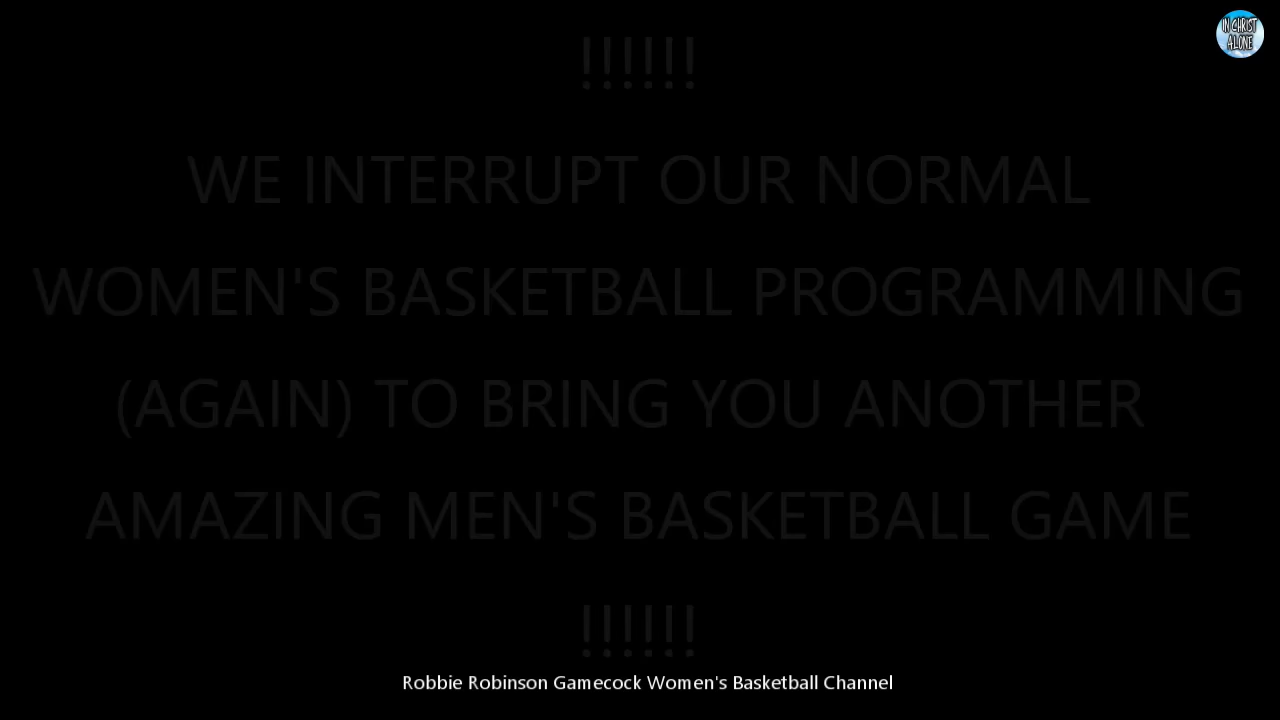 IN CHRIST
ALONE
!!!!!!
WE INTERRUPT OUR NORMAL
WOMEN'S BASKETBALL PROGRAMMING
(AGAIN) TO BRING YOU ANOTHER
AMAZING MEN'S BASKETBALL GAME
!!!!!!
Robbie Robinson Gamecock Women's Basketball Channel